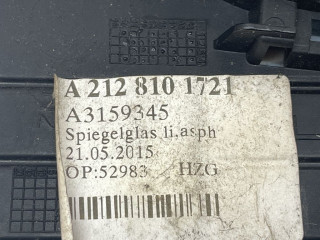 A 212 810 1721
A3159345
Spiegelglas li,asph
21.05.2015
OP:52983 HZG